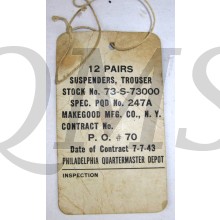 12 PAIRS
SUSPENDERS, TROUSER
STOCK No. 73-S-73000
SPEC. PQD No. 247A
MAKEGOOD MFG. CO., N. Y.
CONTRACT No.
P. O. # 70
Date of Contract 7-7-43
PHILADELPHIA QUARTERMASTER DEPOT
INSPECTION